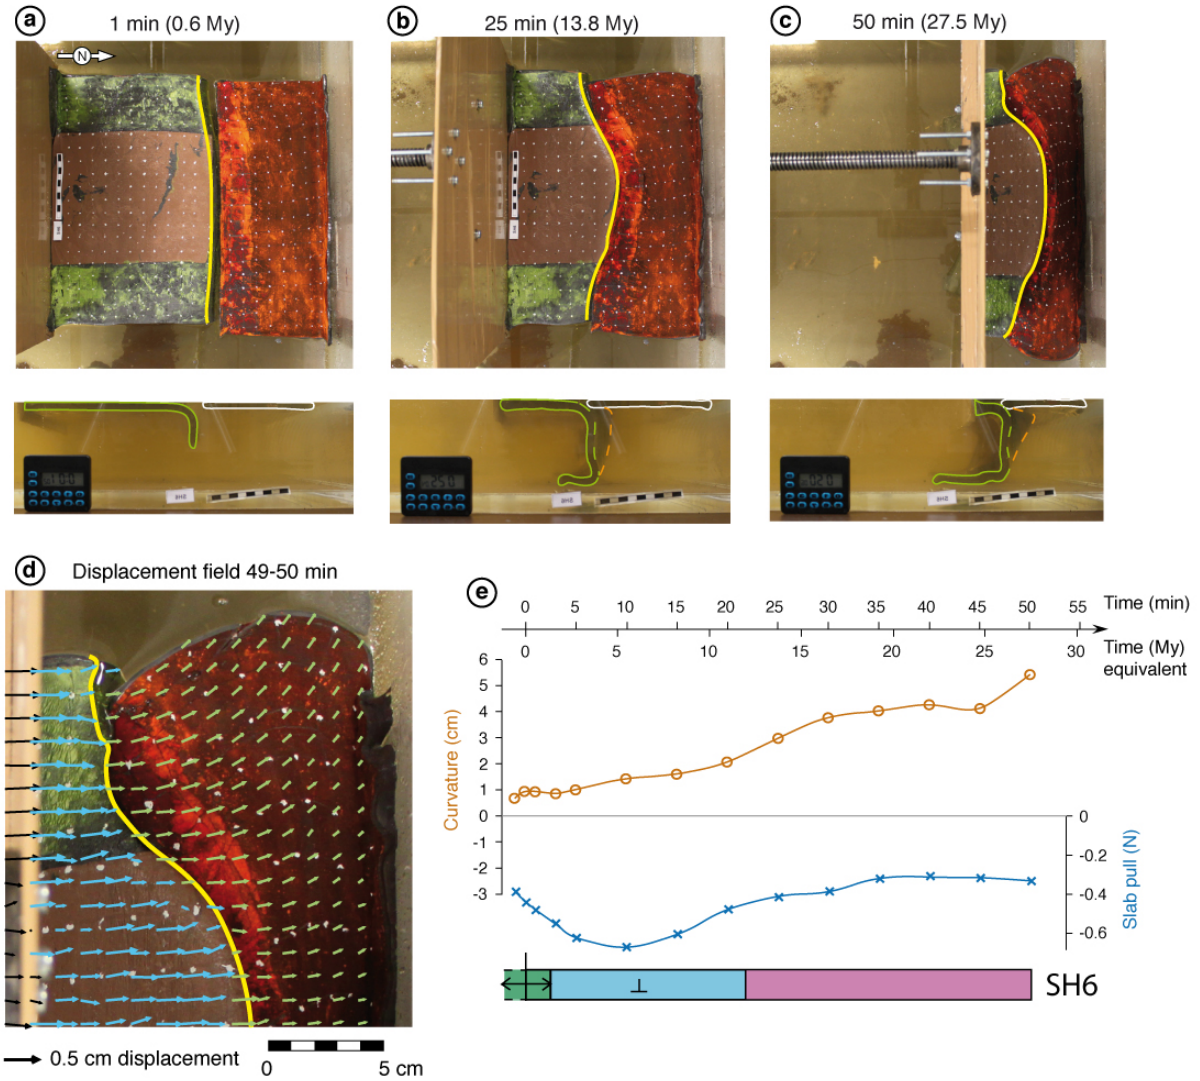 a 1 min (0.6 My)
b 25 min (13.8 My)
c 50 min (27.5 My)
N
d Displacement field 49-50 min
0.5 cm displacement
0 5 cm
e
0 5 10 15 20 25 30 35 40 45 50 55 Time (min)
0 5 10 15 20 25 30 Time (My)
equivalent
Curvature (cm)
6
5
4
3
2
1
0
-1
-2
-3
Slab pull (N)
0
-0.2
-0.4
-0.6
⊥
SH6